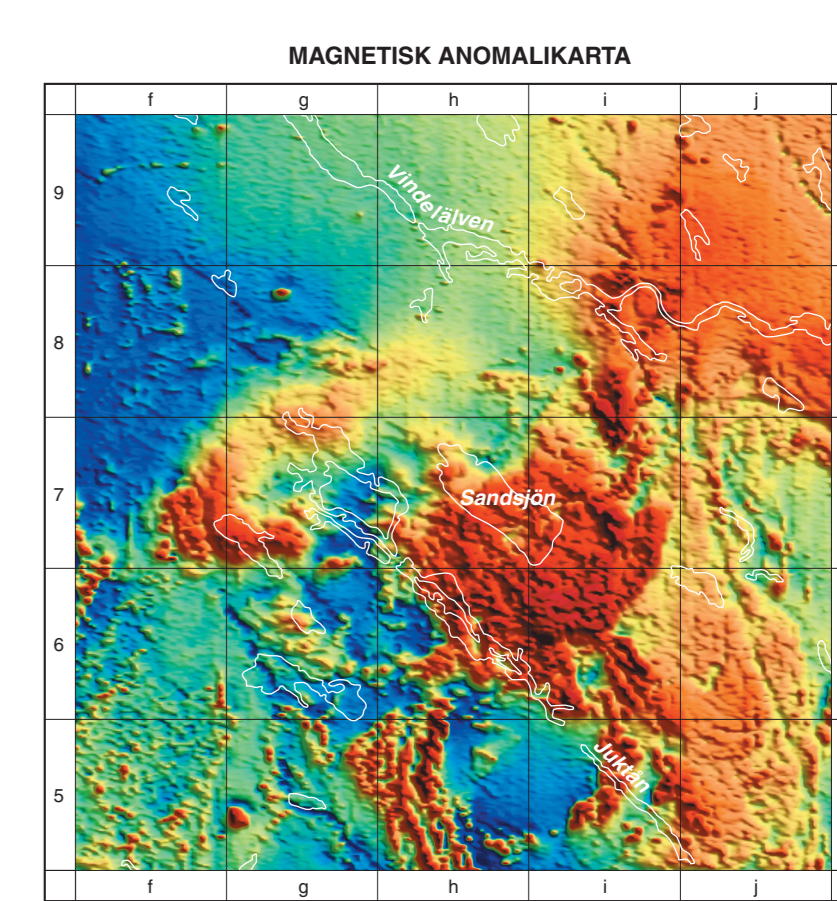 MAGNETISK ANOMALIKARTA
f g h i j
9
Vindelälven
8
7
Sandsjön
6
5
Juktån
f g h i j